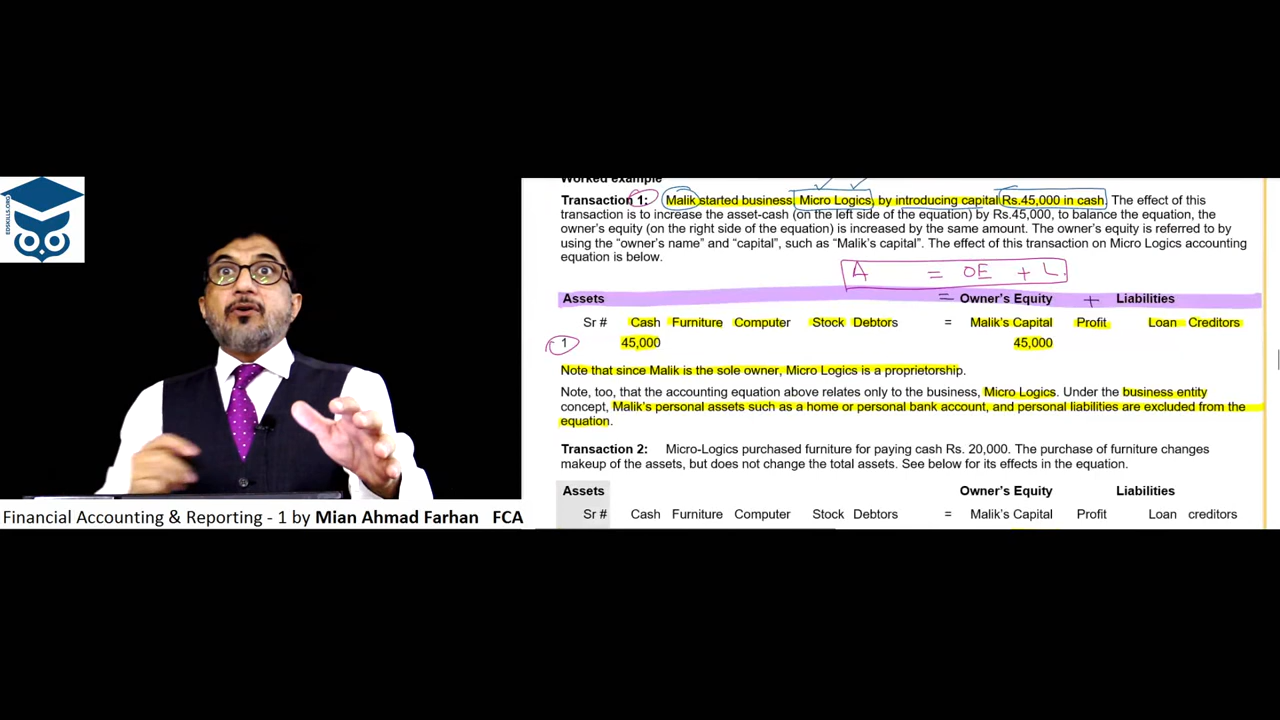 EDSKILLS.ORG
Financial Accounting & Reporting - 1 by Mian Ahmad Farhan FCA
Worked example
Transaction 1: Malik started business Micro Logics, by introducing capital Rs.45,000 in cash. The effect of this
transaction is to increase the asset-cash (on the left side of the equation) by Rs.45,000, to balance the equation, the
owner's equity (on the right side of the equation) is increased by the same amount. The owner's equity is referred to by
using the "owner's name" and "capital", such as "Malik's capital". The effect of this transaction on Micro Logics accounting
equation is below.
A = OE + L.
Assets = Owner's Equity + Liabilities
Sr # Cash Furniture Computer Stock Debtors = Malik's Capital Profit Loan Creditors
1 45,000 45,000
Note that since Malik is the sole owner, Micro Logics is a proprietorship.
Note, too, that the accounting equation above relates only to the business, Micro Logics. Under the business entity
concept, Malik's personal assets such as a home or personal bank account, and personal liabilities are excluded from the
equation.
Transaction 2: Micro-Logics purchased furniture for paying cash Rs. 20,000. The purchase of furniture changes
makeup of the assets, but does not change the total assets. See below for its effects in the equation.
Assets Owner's Equity Liabilities
Sr # Cash Furniture Computer Stock Debtors = Malik's Capital Profit Loan creditors